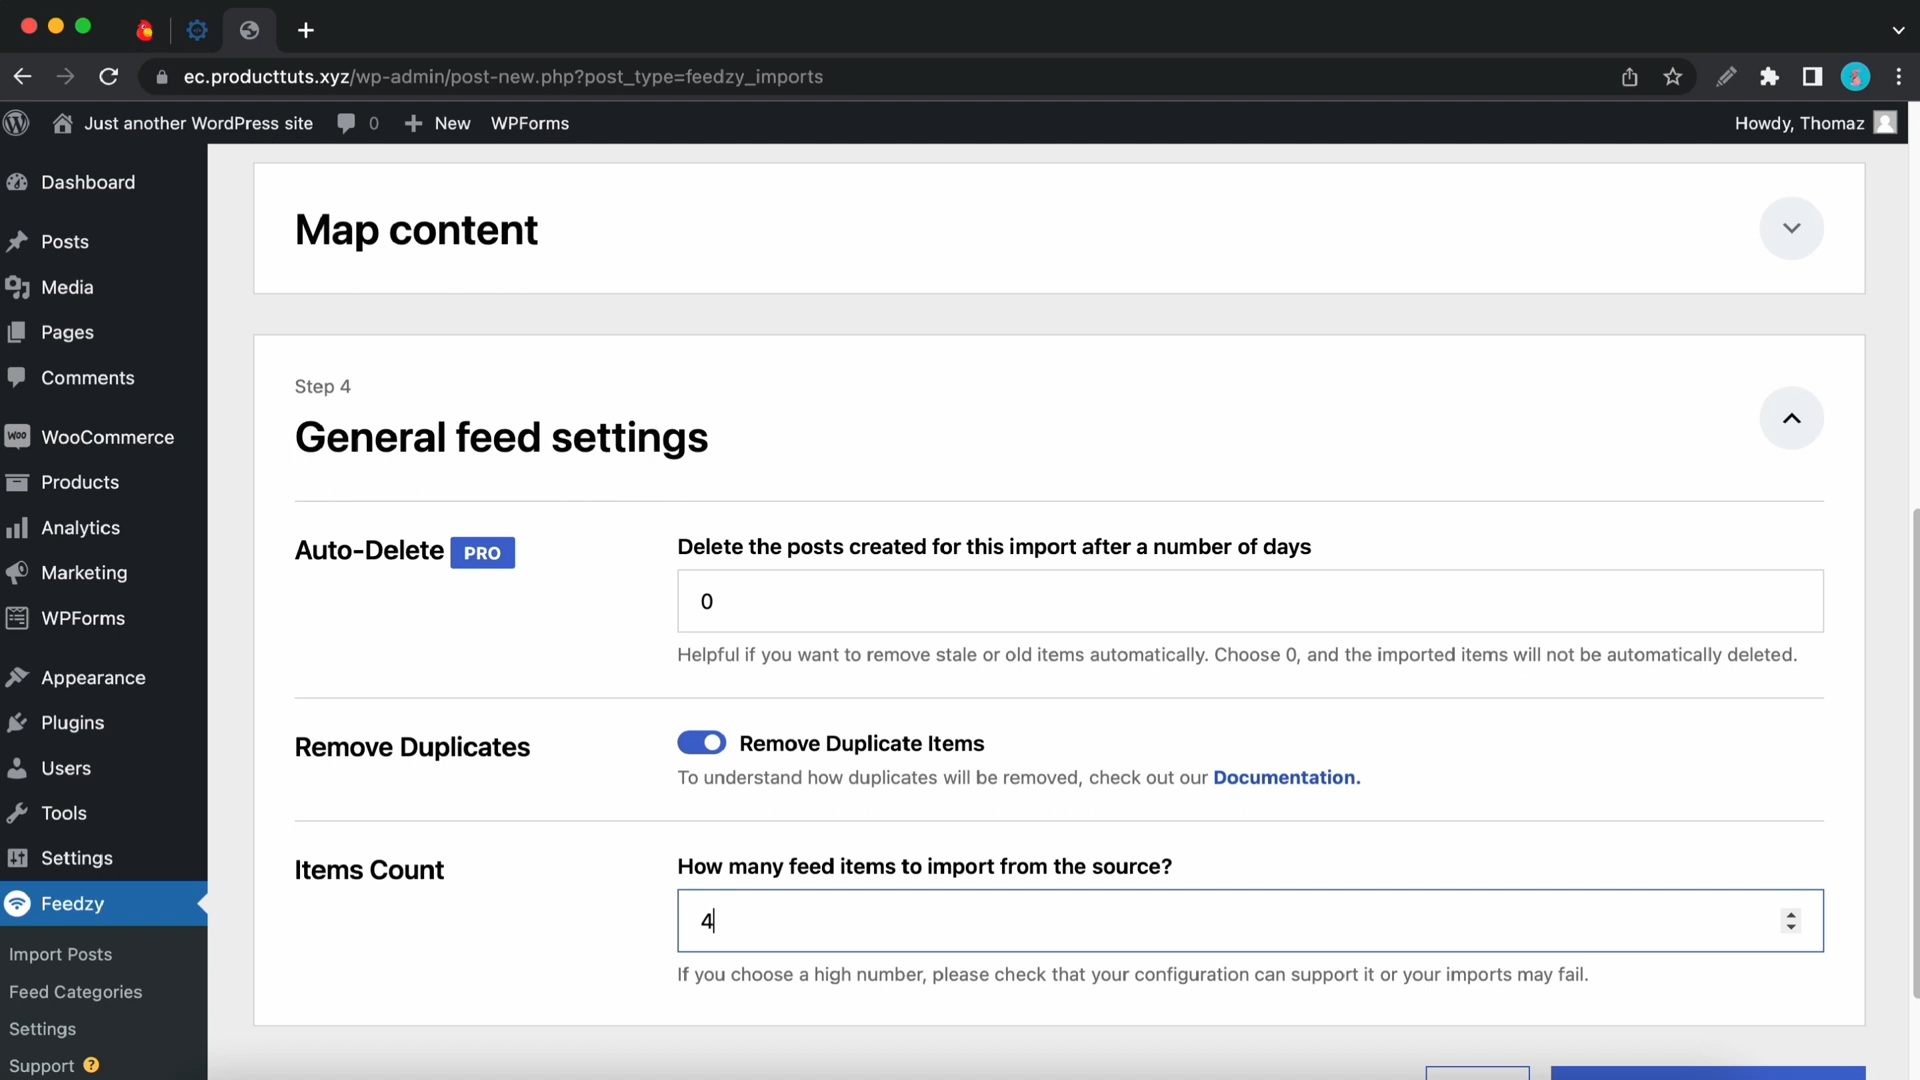 ec.producttuts.xyz/wp-admin/post-new.php?post_type=feedzy_imports
Just another WordPress site
0
New
WPForms
Howdy, Thomaz
Dashboard
Posts
Media
Pages
Comments
WOO
WooCommerce
Products
Analytics
Marketing
WPForms
Appearance
Plugins
Users
Tools
Settings
Feedzy
Import Posts
Feed Categories
Settings
Support ?
Map content
Step 4
General feed settings
Auto-Delete PRO
Delete the posts created for this import after a number of days
0
Helpful if you want to remove stale or old items automatically. Choose 0, and the imported items will not be automatically deleted.
Remove Duplicates
Remove Duplicate Items
To understand how duplicates will be removed, check out our Documentation.
Items Count
How many feed items to import from the source?
4
If you choose a high number, please check that your configuration can support it or your imports may fail.